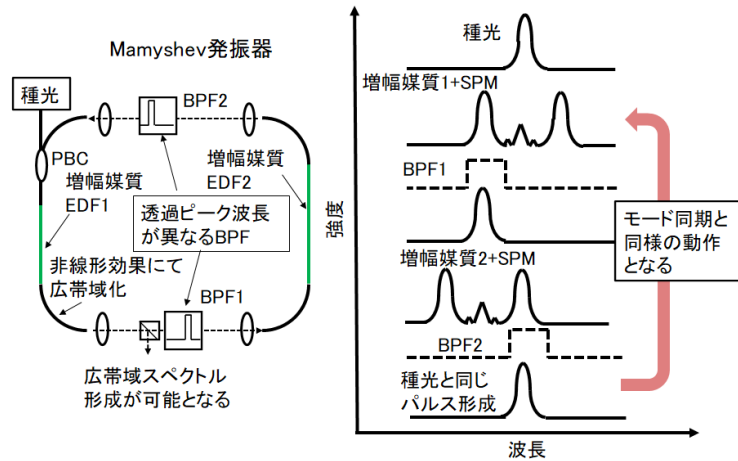 Mamyshev発振器
種光
BPF2
PBC
増幅媒質
EDF1
増幅媒質
EDF2
透過ピーク波長
が異なるBPF
非線形効果にて
広帯域化
BPF1
広帯域スペクトル
形成が可能となる
強度
種光
増幅媒質1+SPM
BPF1
増幅媒質2+SPM
BPF2
種光と同じ
パルス形成
モード同期と
同様の動作
となる
波長